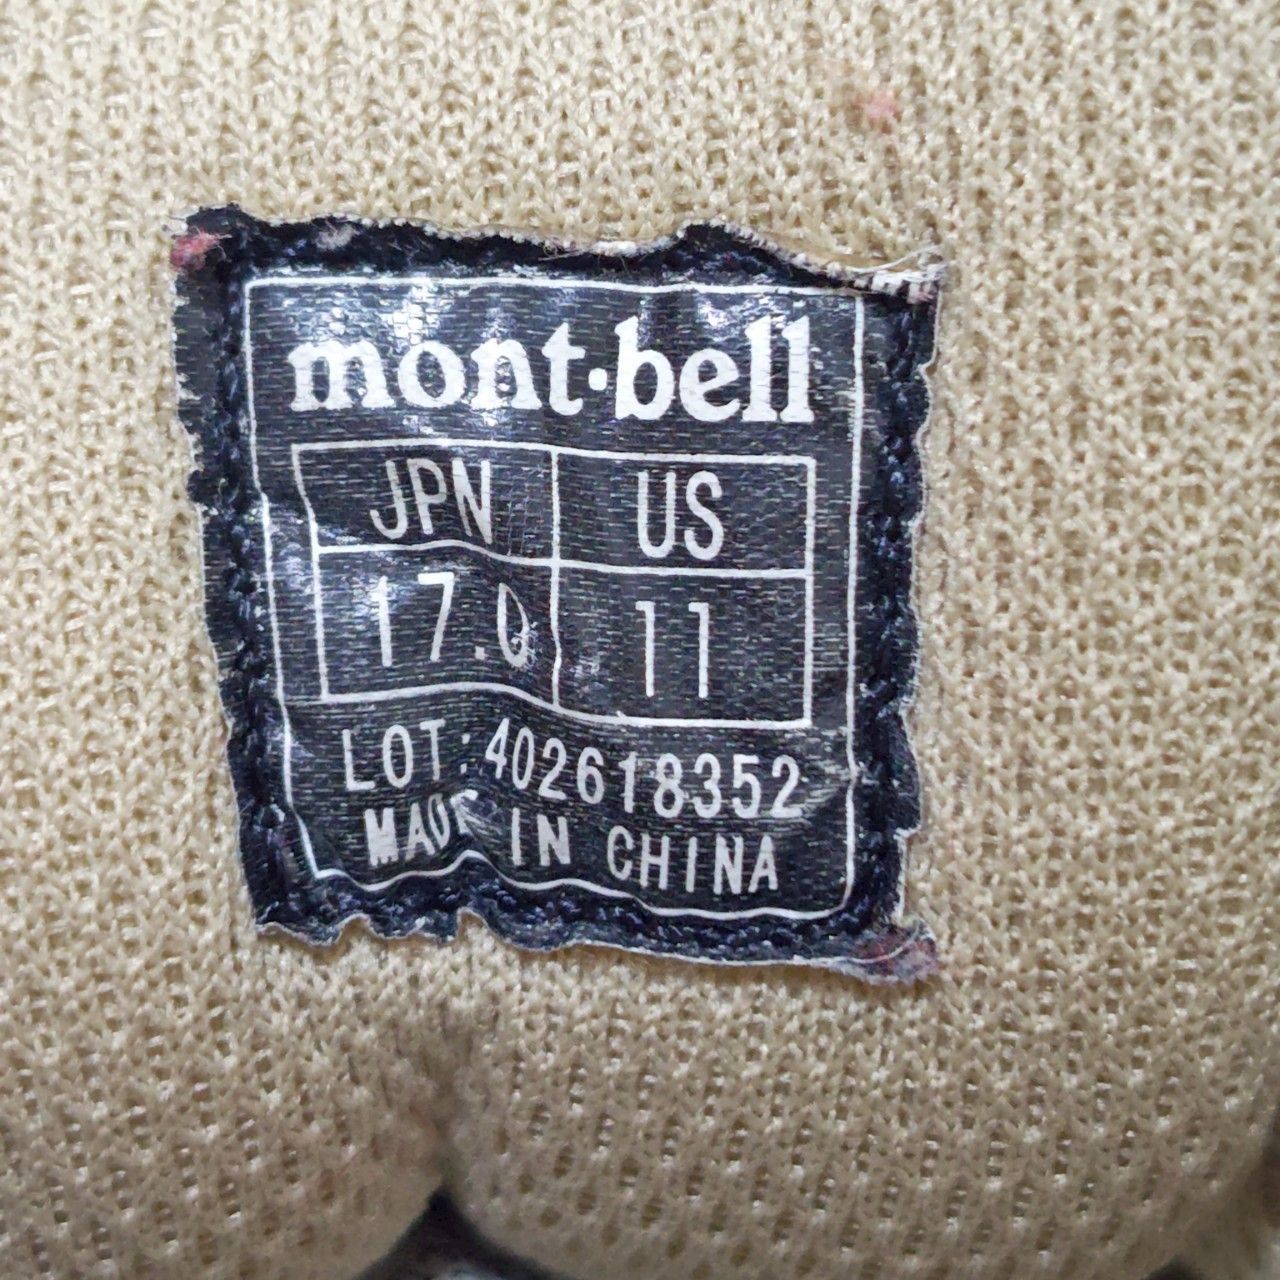 mont·bell
JPN US
17.0 11
LOT:402618352
MADE IN CHINA